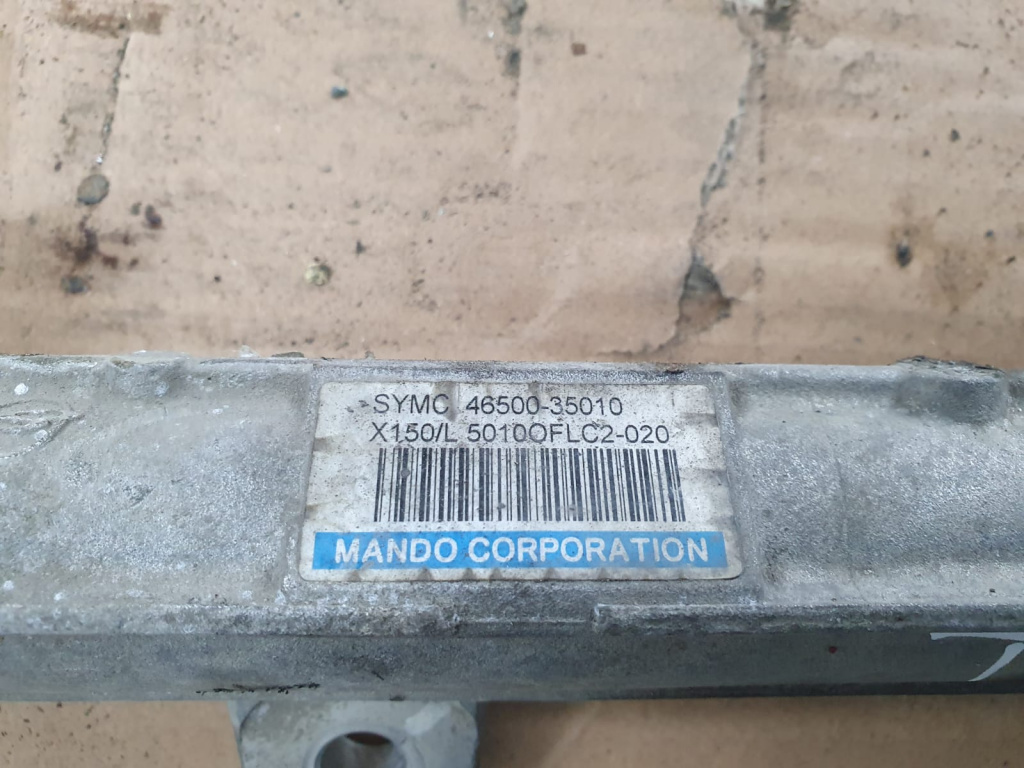 SYMC 46500-35010
X150/L 5010OFLC2-020
MANDO CORPORATION